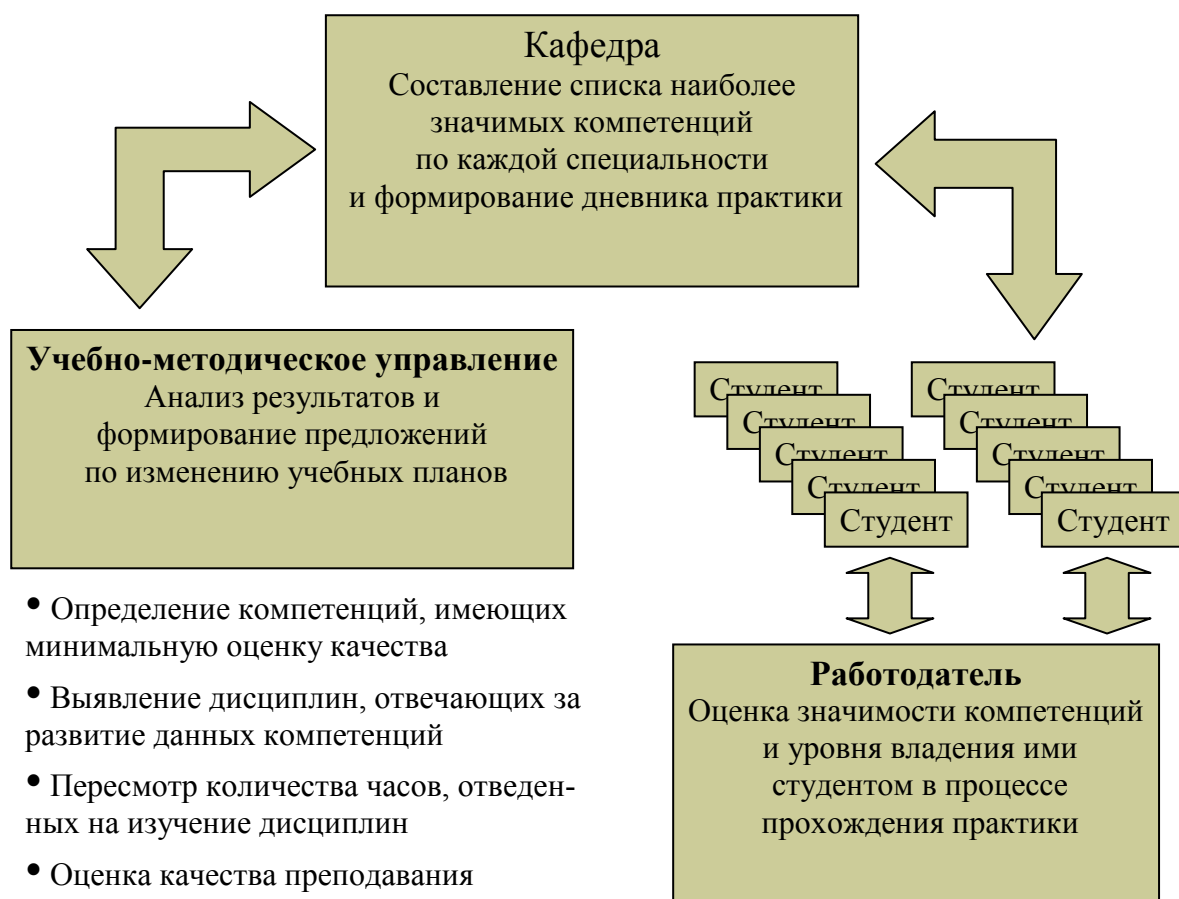 Кафедра
Составление списка наиболее
значимых компетенций
по каждой специальности
и формирование дневника практики
Учебно-методическое управление
Анализ результатов и
формирование предложений
по изменению учебных планов
• Определение компетенций, имеющих
минимальную оценку качества
• Выявление дисциплин, отвечающих за
развитие данных компетенций
• Пересмотр количества часов, отведен-
ных на изучение дисциплин
• Оценка качества преподавания
Студент
Студент
Студент
Студент
Студент
Студент
Студент
Студент
Студент
Студент
Работодатель
Оценка значимости компетенций
и уровня владения ими
студентом в процессе
прохождения практики